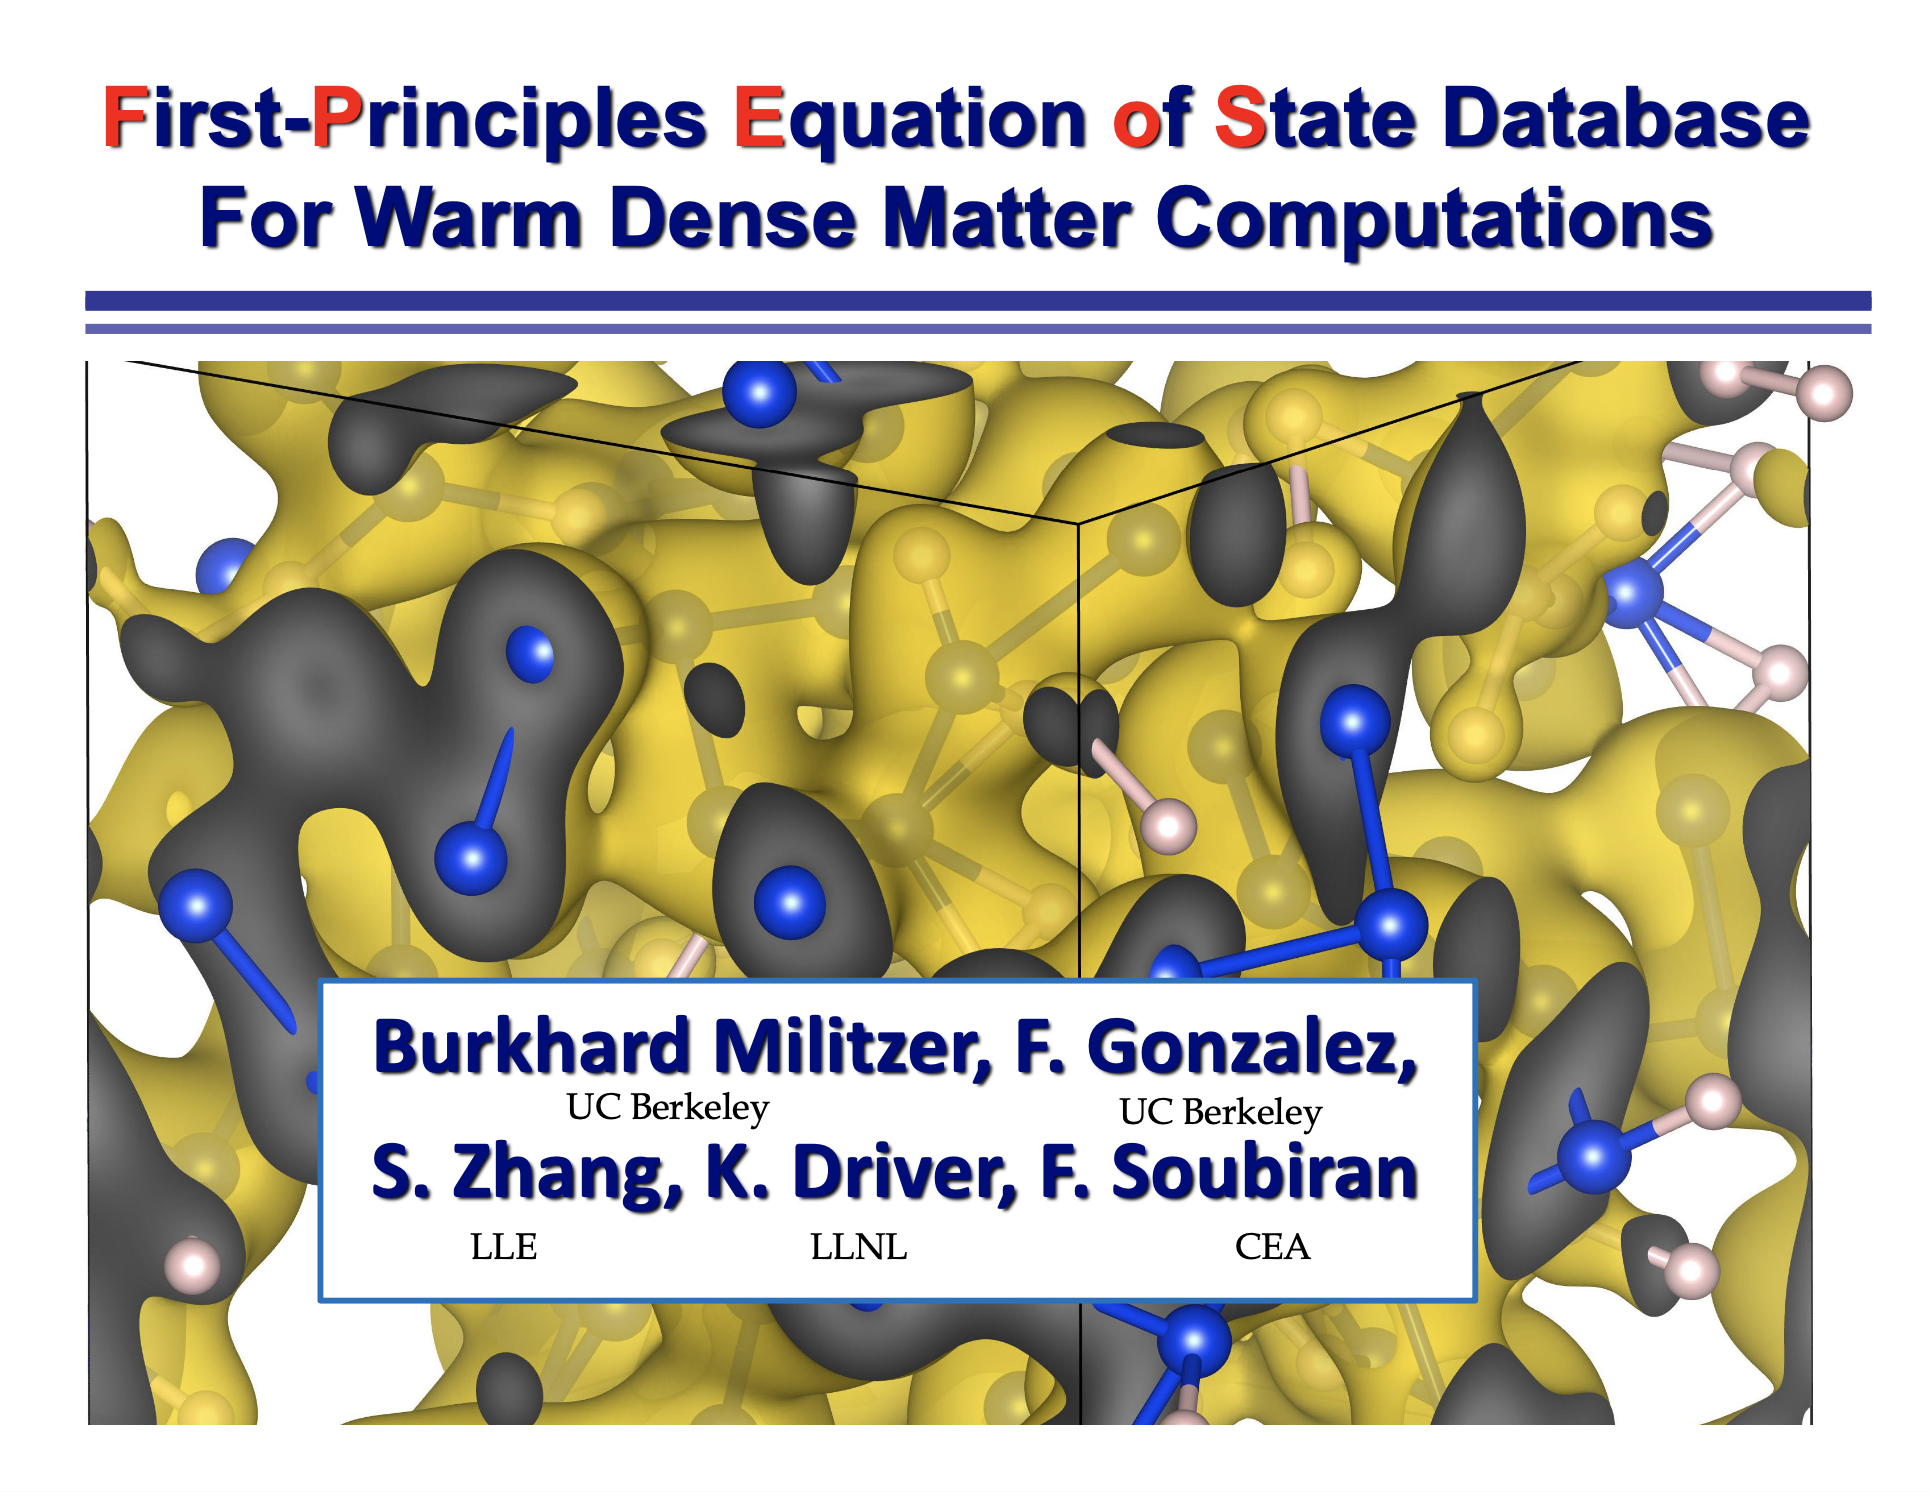 First-Principles Equation of State Database
For Warm Dense Matter Computations
Burkhard Militzer, F. Gonzalez,
UC Berkeley UC Berkeley
S. Zhang, K. Driver, F. Soubiran
LLE LLNL CEA